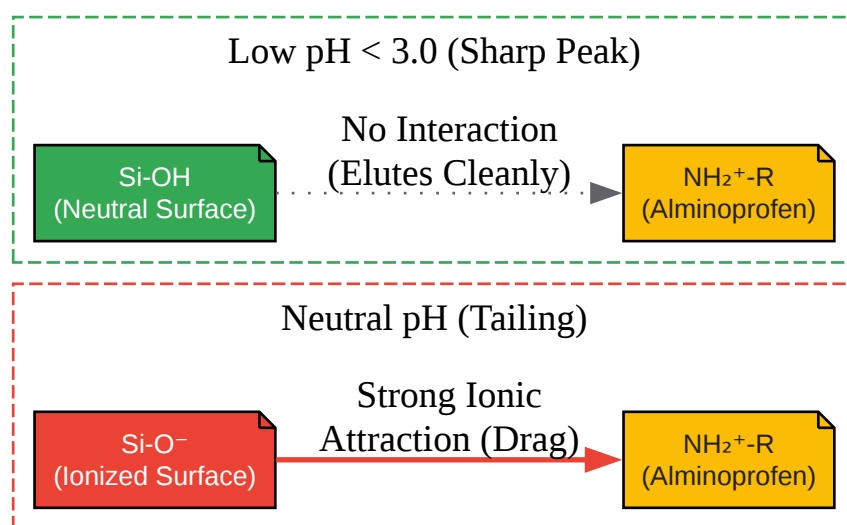 Low pH < 3.0 (Sharp Peak)
No Interaction
(Elutes Cleanly)
Si-OH
(Neutral Surface)
NH₂⁺-R
(Alminoprofen)
Neutral pH (Tailing)
Strong Ionic
Attraction (Drag)
Si-O⁻
(Ionized Surface)
NH₂⁺-R
(Alminoprofen)